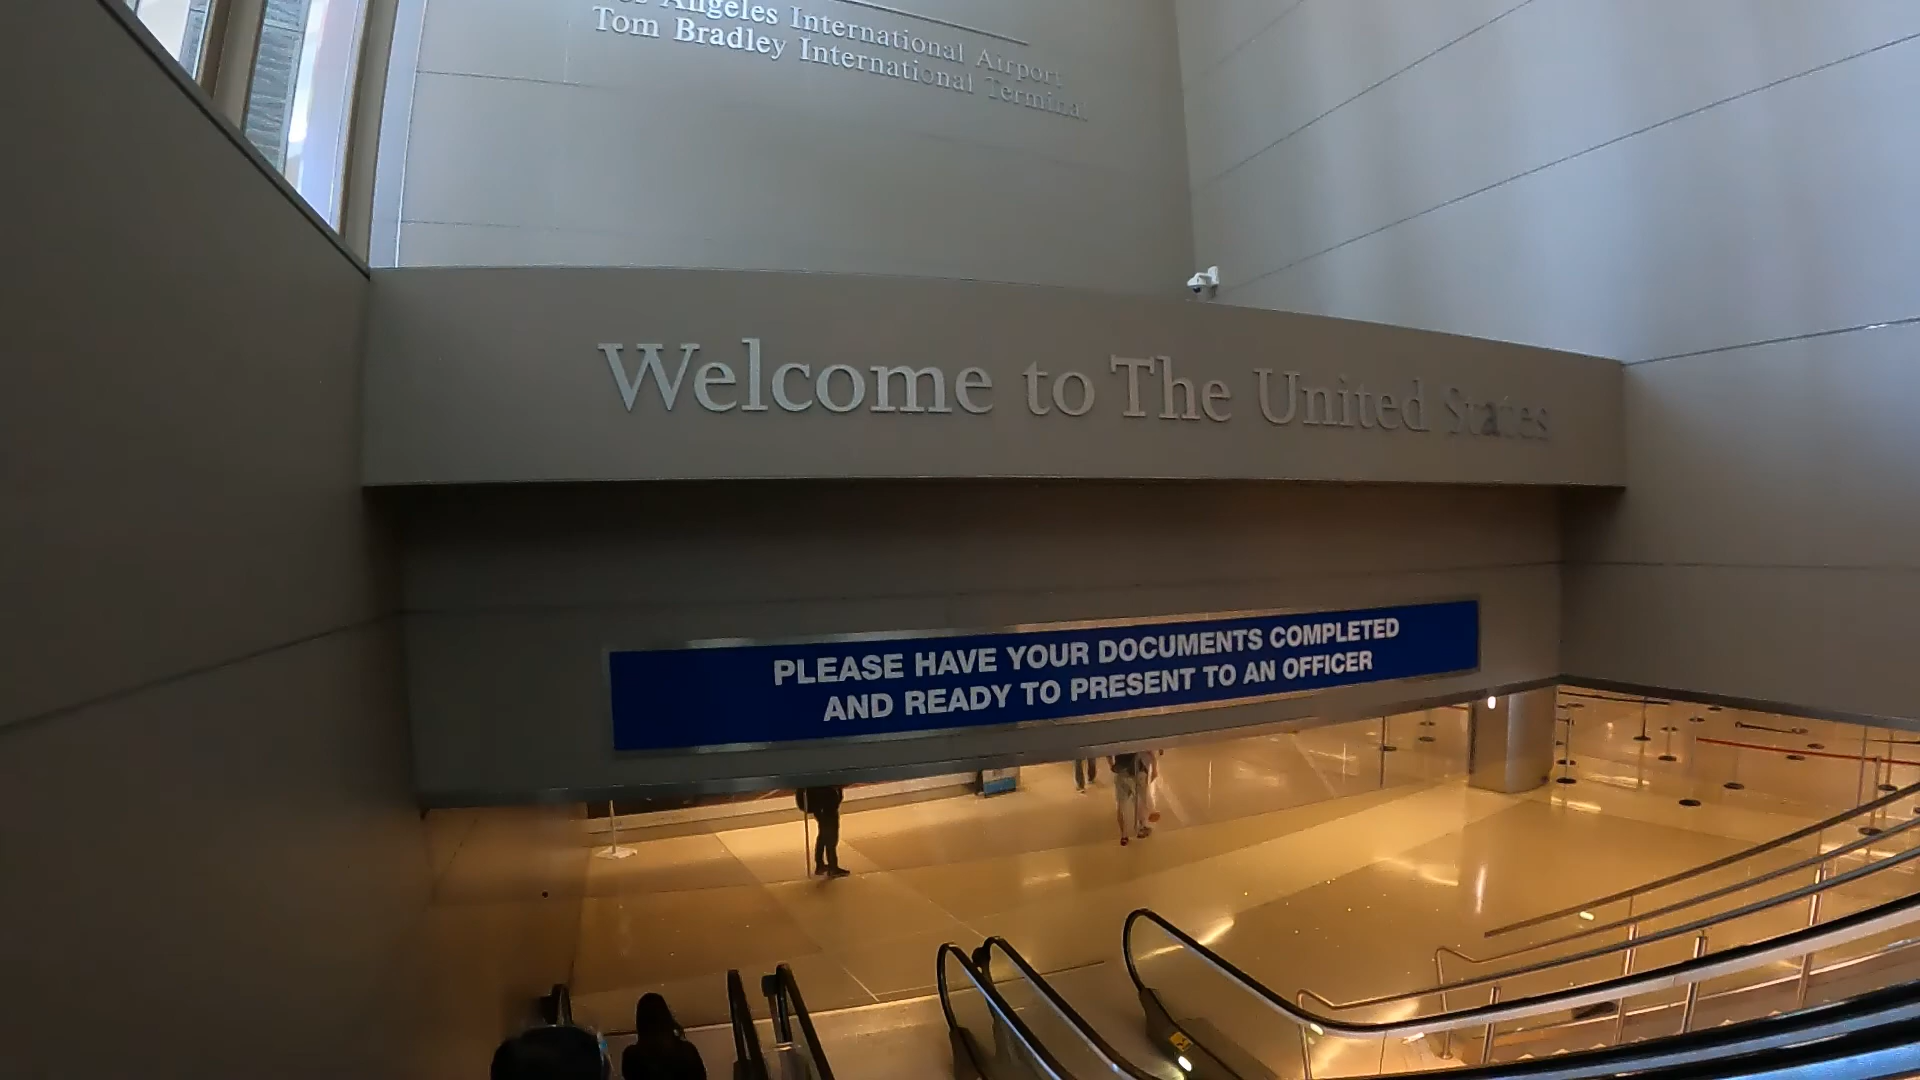 Angeles International Airport
Tom Bradley International Terminal
Welcome to The United States
PLEASE HAVE YOUR DOCUMENTS COMPLETED
AND READY TO PRESENT TO AN OFFICER